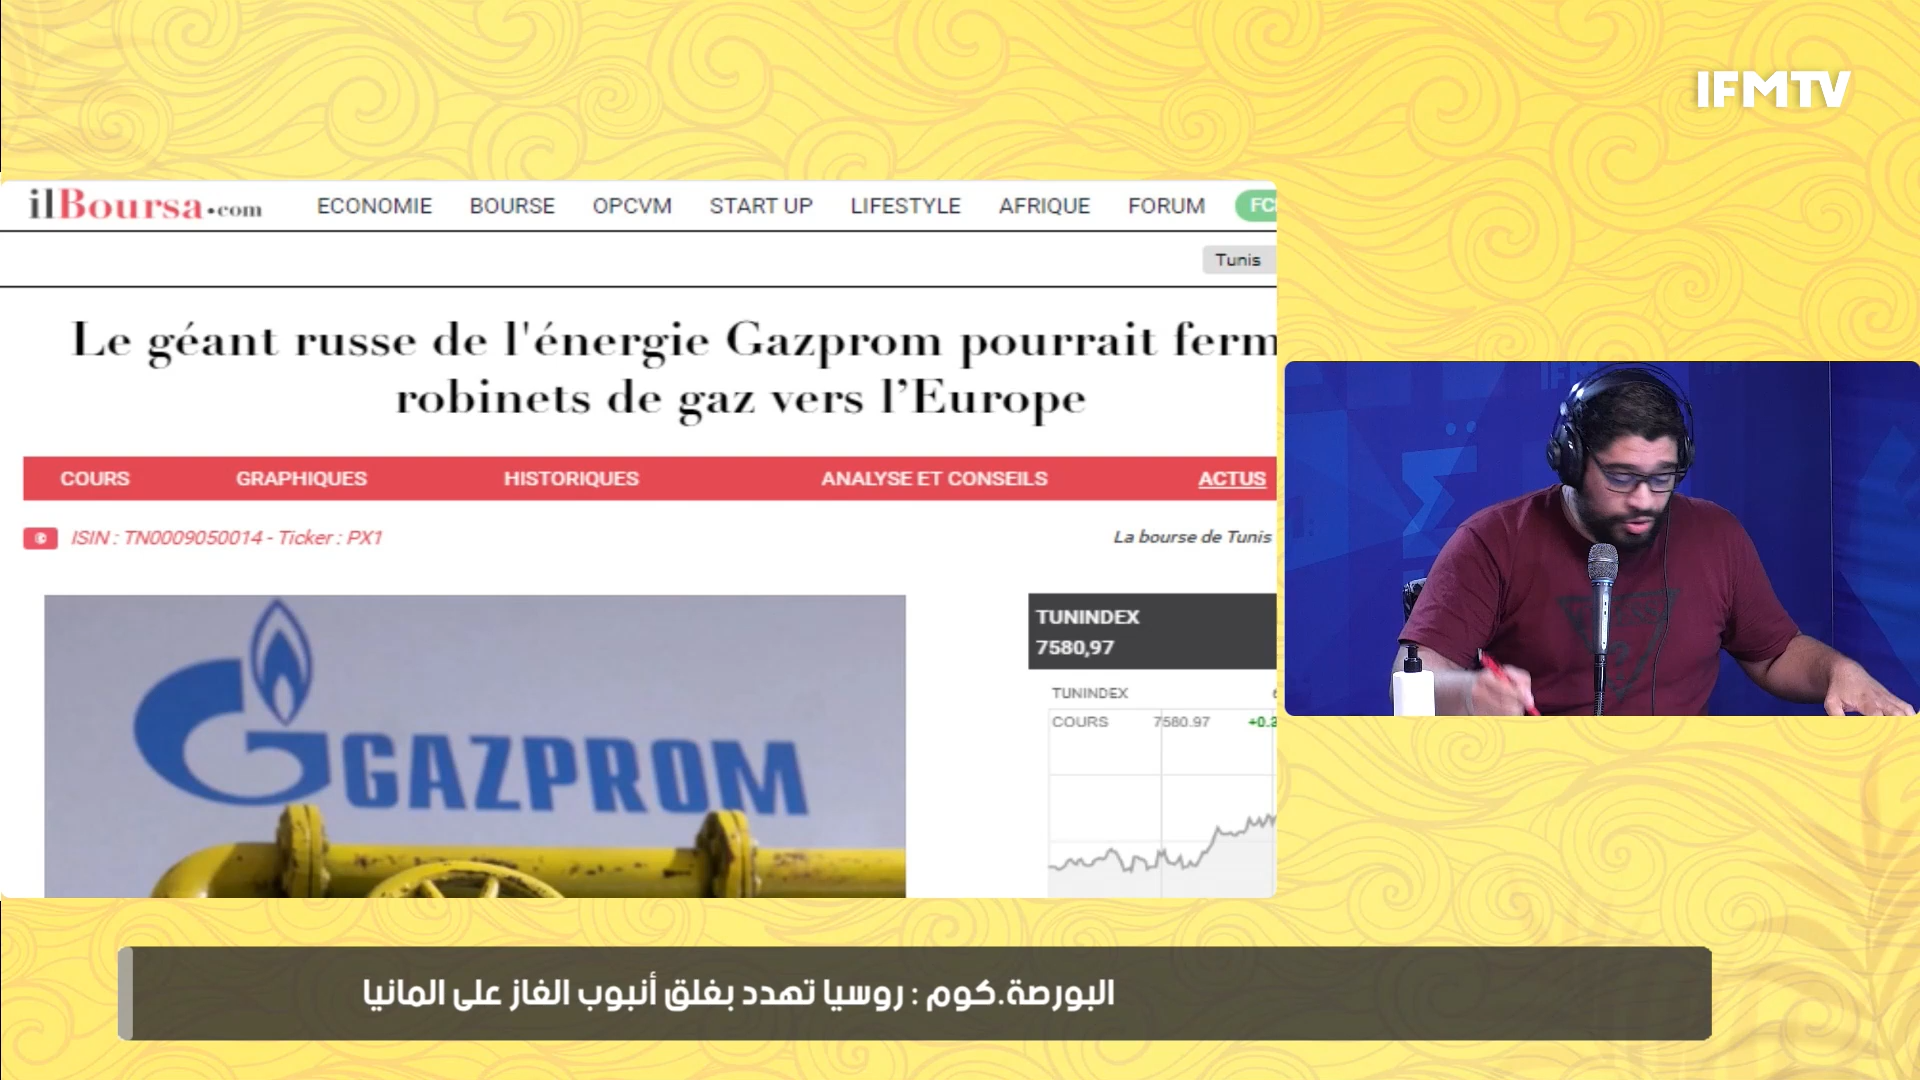 IFMTV
ilBoursa.com
ECONOMIE BOURSE OPCVM START UP LIFESTYLE AFRIQUE FORUM
Tunis
Le géant russe de l'énergie Gazprom pourrait ferm
robinets de gaz vers l’Europe
COURS GRAPHIQUES HISTORIQUES ANALYSE ET CONSEILS ACTUS
ISIN : TN0009050014 - Ticker : PX1
La bourse de Tunis
GAZPROM
TUNINDEX
7580,97
TUNINDEX
COURS 7580.97
البورصة.كوم : روسيا تهدد بغلق أنبوب الغاز على المانيا